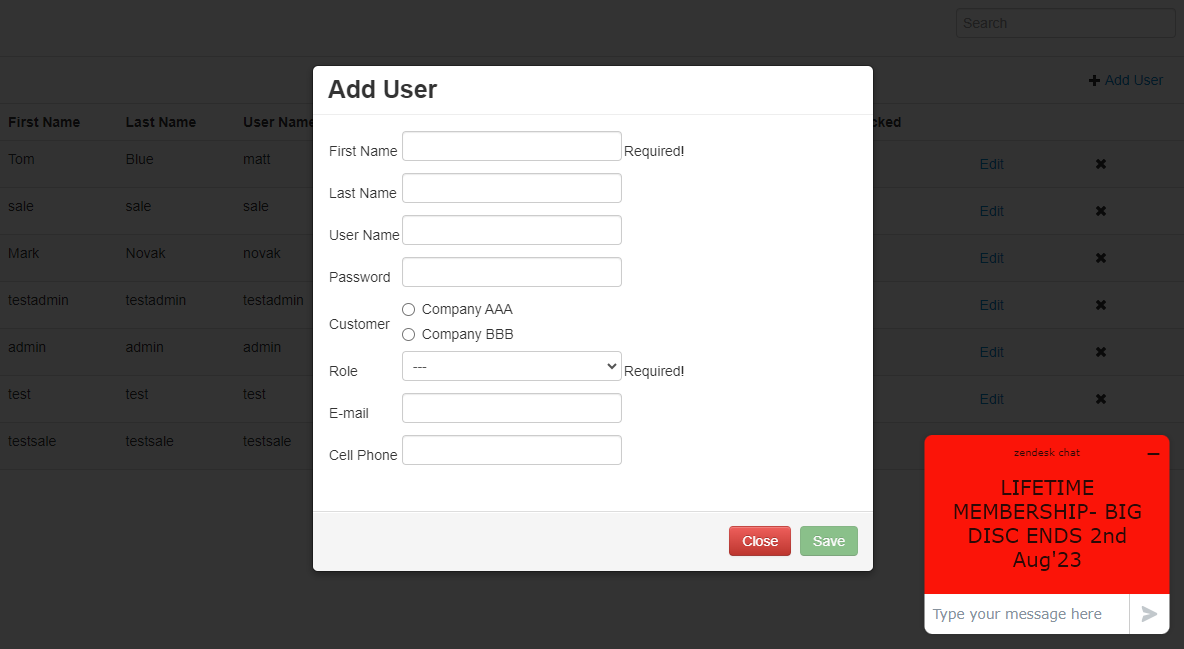 Search
Add User
First Name Last Name User Name cked
Tom Blue matt Edit
sale sale sale Edit
Mark Novak novak Edit
testadmin testadmin testadmin Edit
admin admin admin Edit
test test test Edit
testsale testsale testsale
Add User
First Name Required!
Last Name
User Name
Password
Customer
Company AAA
Company BBB
Role --- Required!
E-mail
Cell Phone
Close Save
zendesk chat
LIFETIME
MEMBERSHIP- BIG
DISC ENDS 2nd
Aug'23
Type your message here